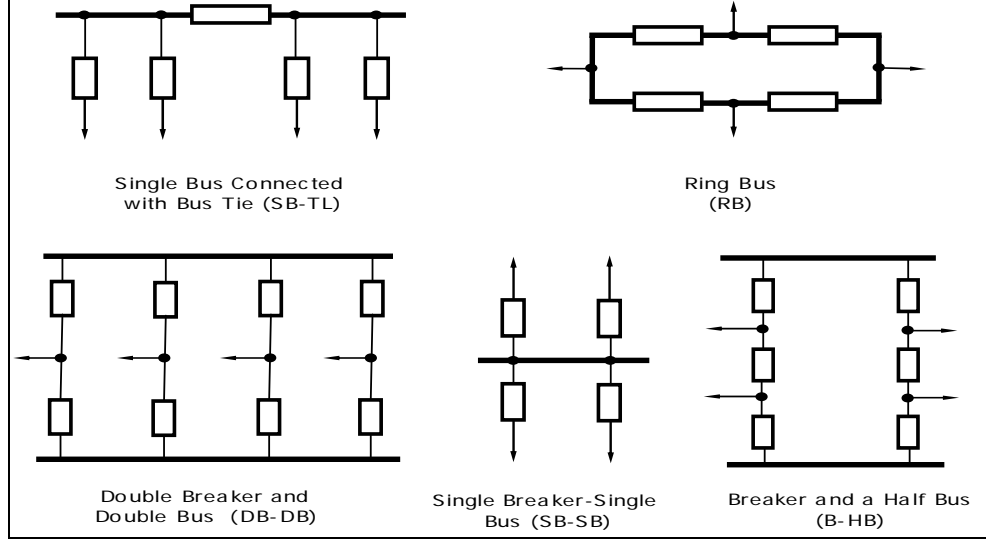 Single Bus Connected
with Bus Tie (SB-TL)
Ring Bus
(RB)
Double Breaker and
Double Bus (DB-DB)
Single Breaker-Single
Bus (SB-SB)
Breaker and a Half Bus
(B-HB)